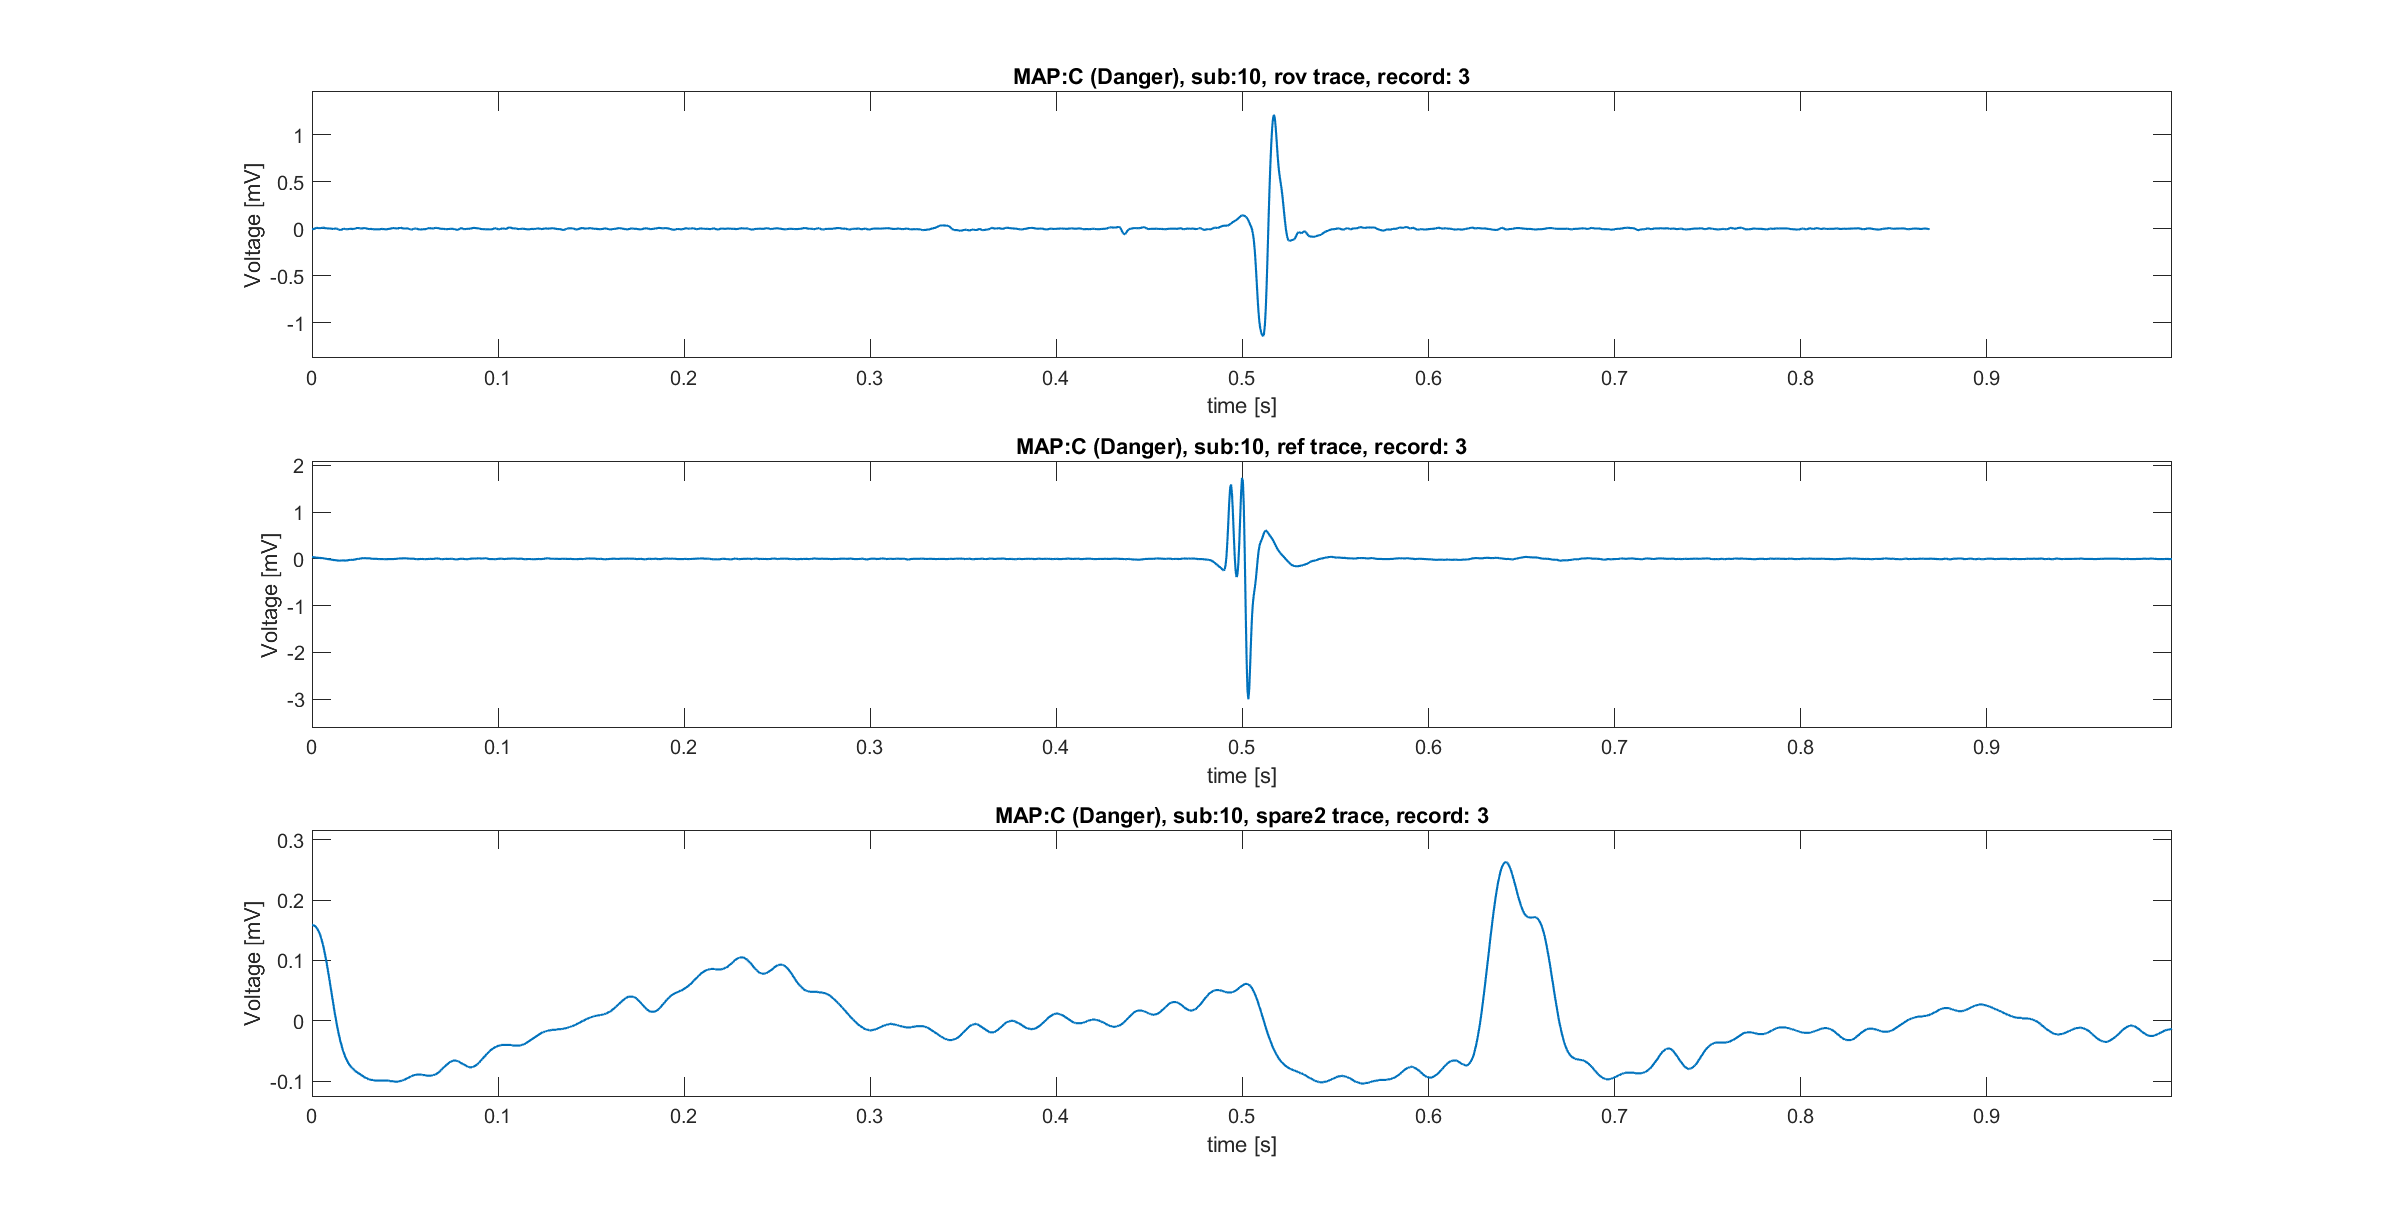 MAP:C (Danger), sub:10, rov trace, record: 3
Voltage [mV]
1
0.5
0
-0.5
-1
0 0.1 0.2 0.3 0.4 0.5 0.6 0.7 0.8 0.9
time [s]
MAP:C (Danger), sub:10, ref trace, record: 3
Voltage [mV]
2
1
0
-1
-2
-3
0 0.1 0.2 0.3 0.4 0.5 0.6 0.7 0.8 0.9
time [s]
MAP:C (Danger), sub:10, spare2 trace, record: 3
Voltage [mV]
0.3
0.2
0.1
0
-0.1
0 0.1 0.2 0.3 0.4 0.5 0.6 0.7 0.8 0.9
time [s]